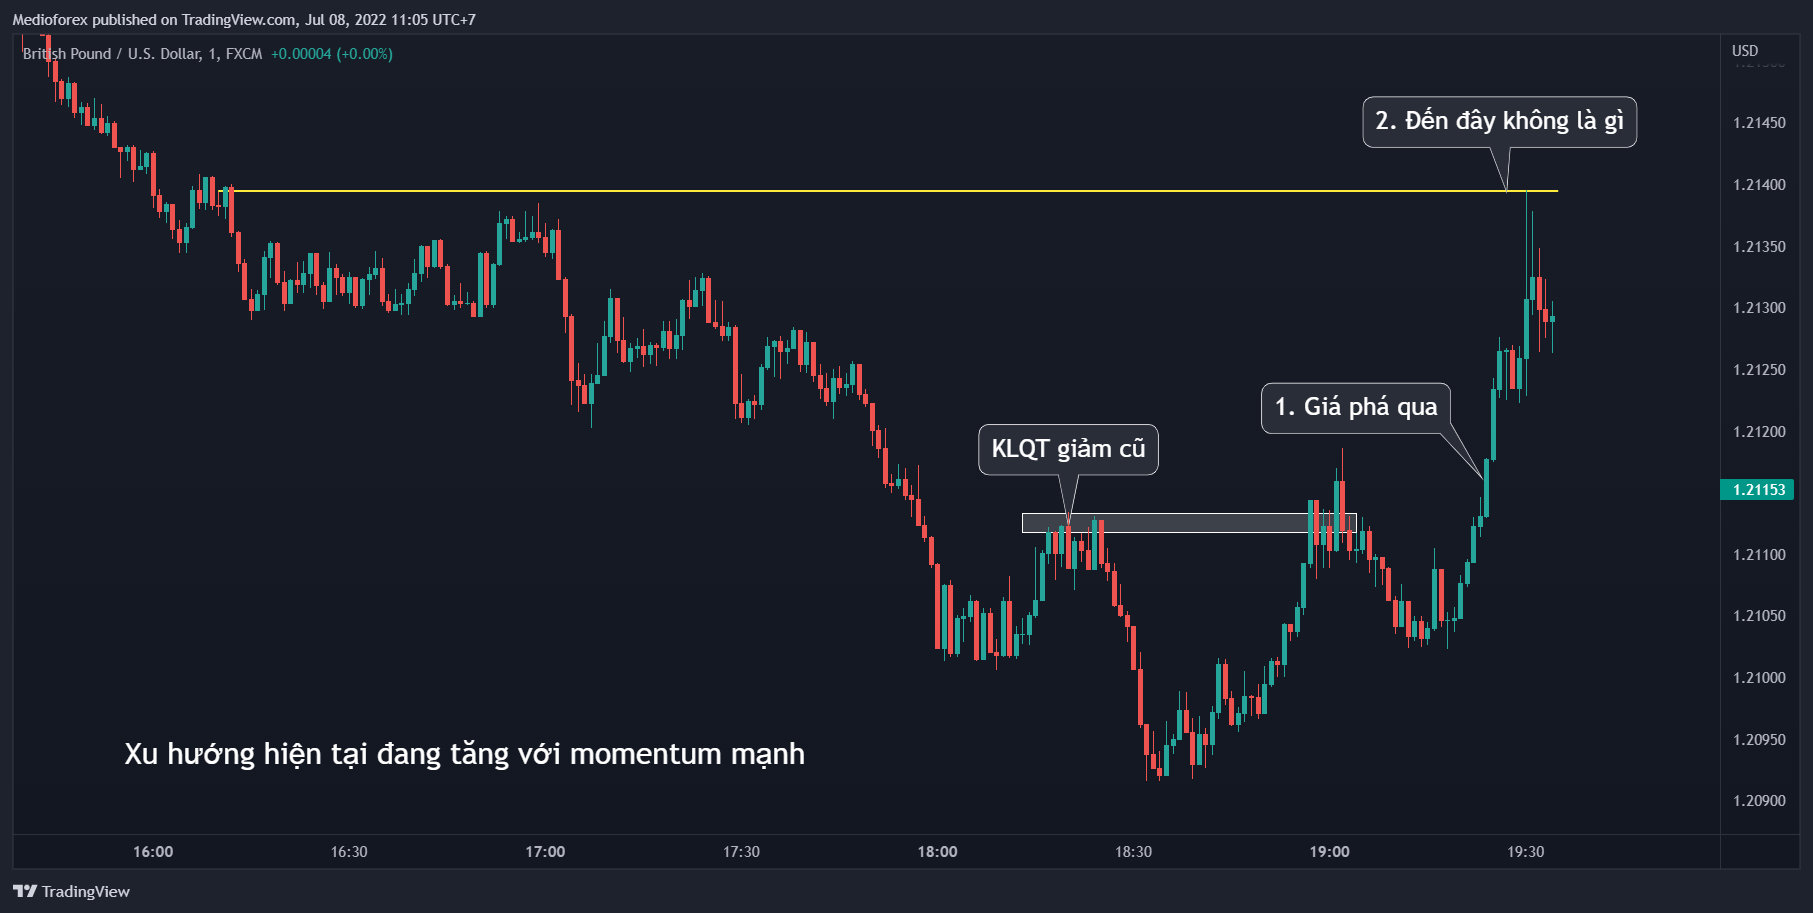 Medioforex published on TradingView.com, Jul 08, 2022 11:05 UTC+7
British Pound / U.S. Dollar, 1, FXCM +0.00004 (+0.00%)
USD
2. Đến đây không là gì
1.21450
1.21400
1.21350
1.21300
1.21250
1. Giá phá qua
1.21200
KLQT giảm cũ
1.21153
1.21100
1.21050
1.21000
Xu hướng hiện tại đang tăng với momentum mạnh
1.20950
1.20900
16:00 16:30 17:00 17:30 18:00 18:30 19:00 19:30
TradingView